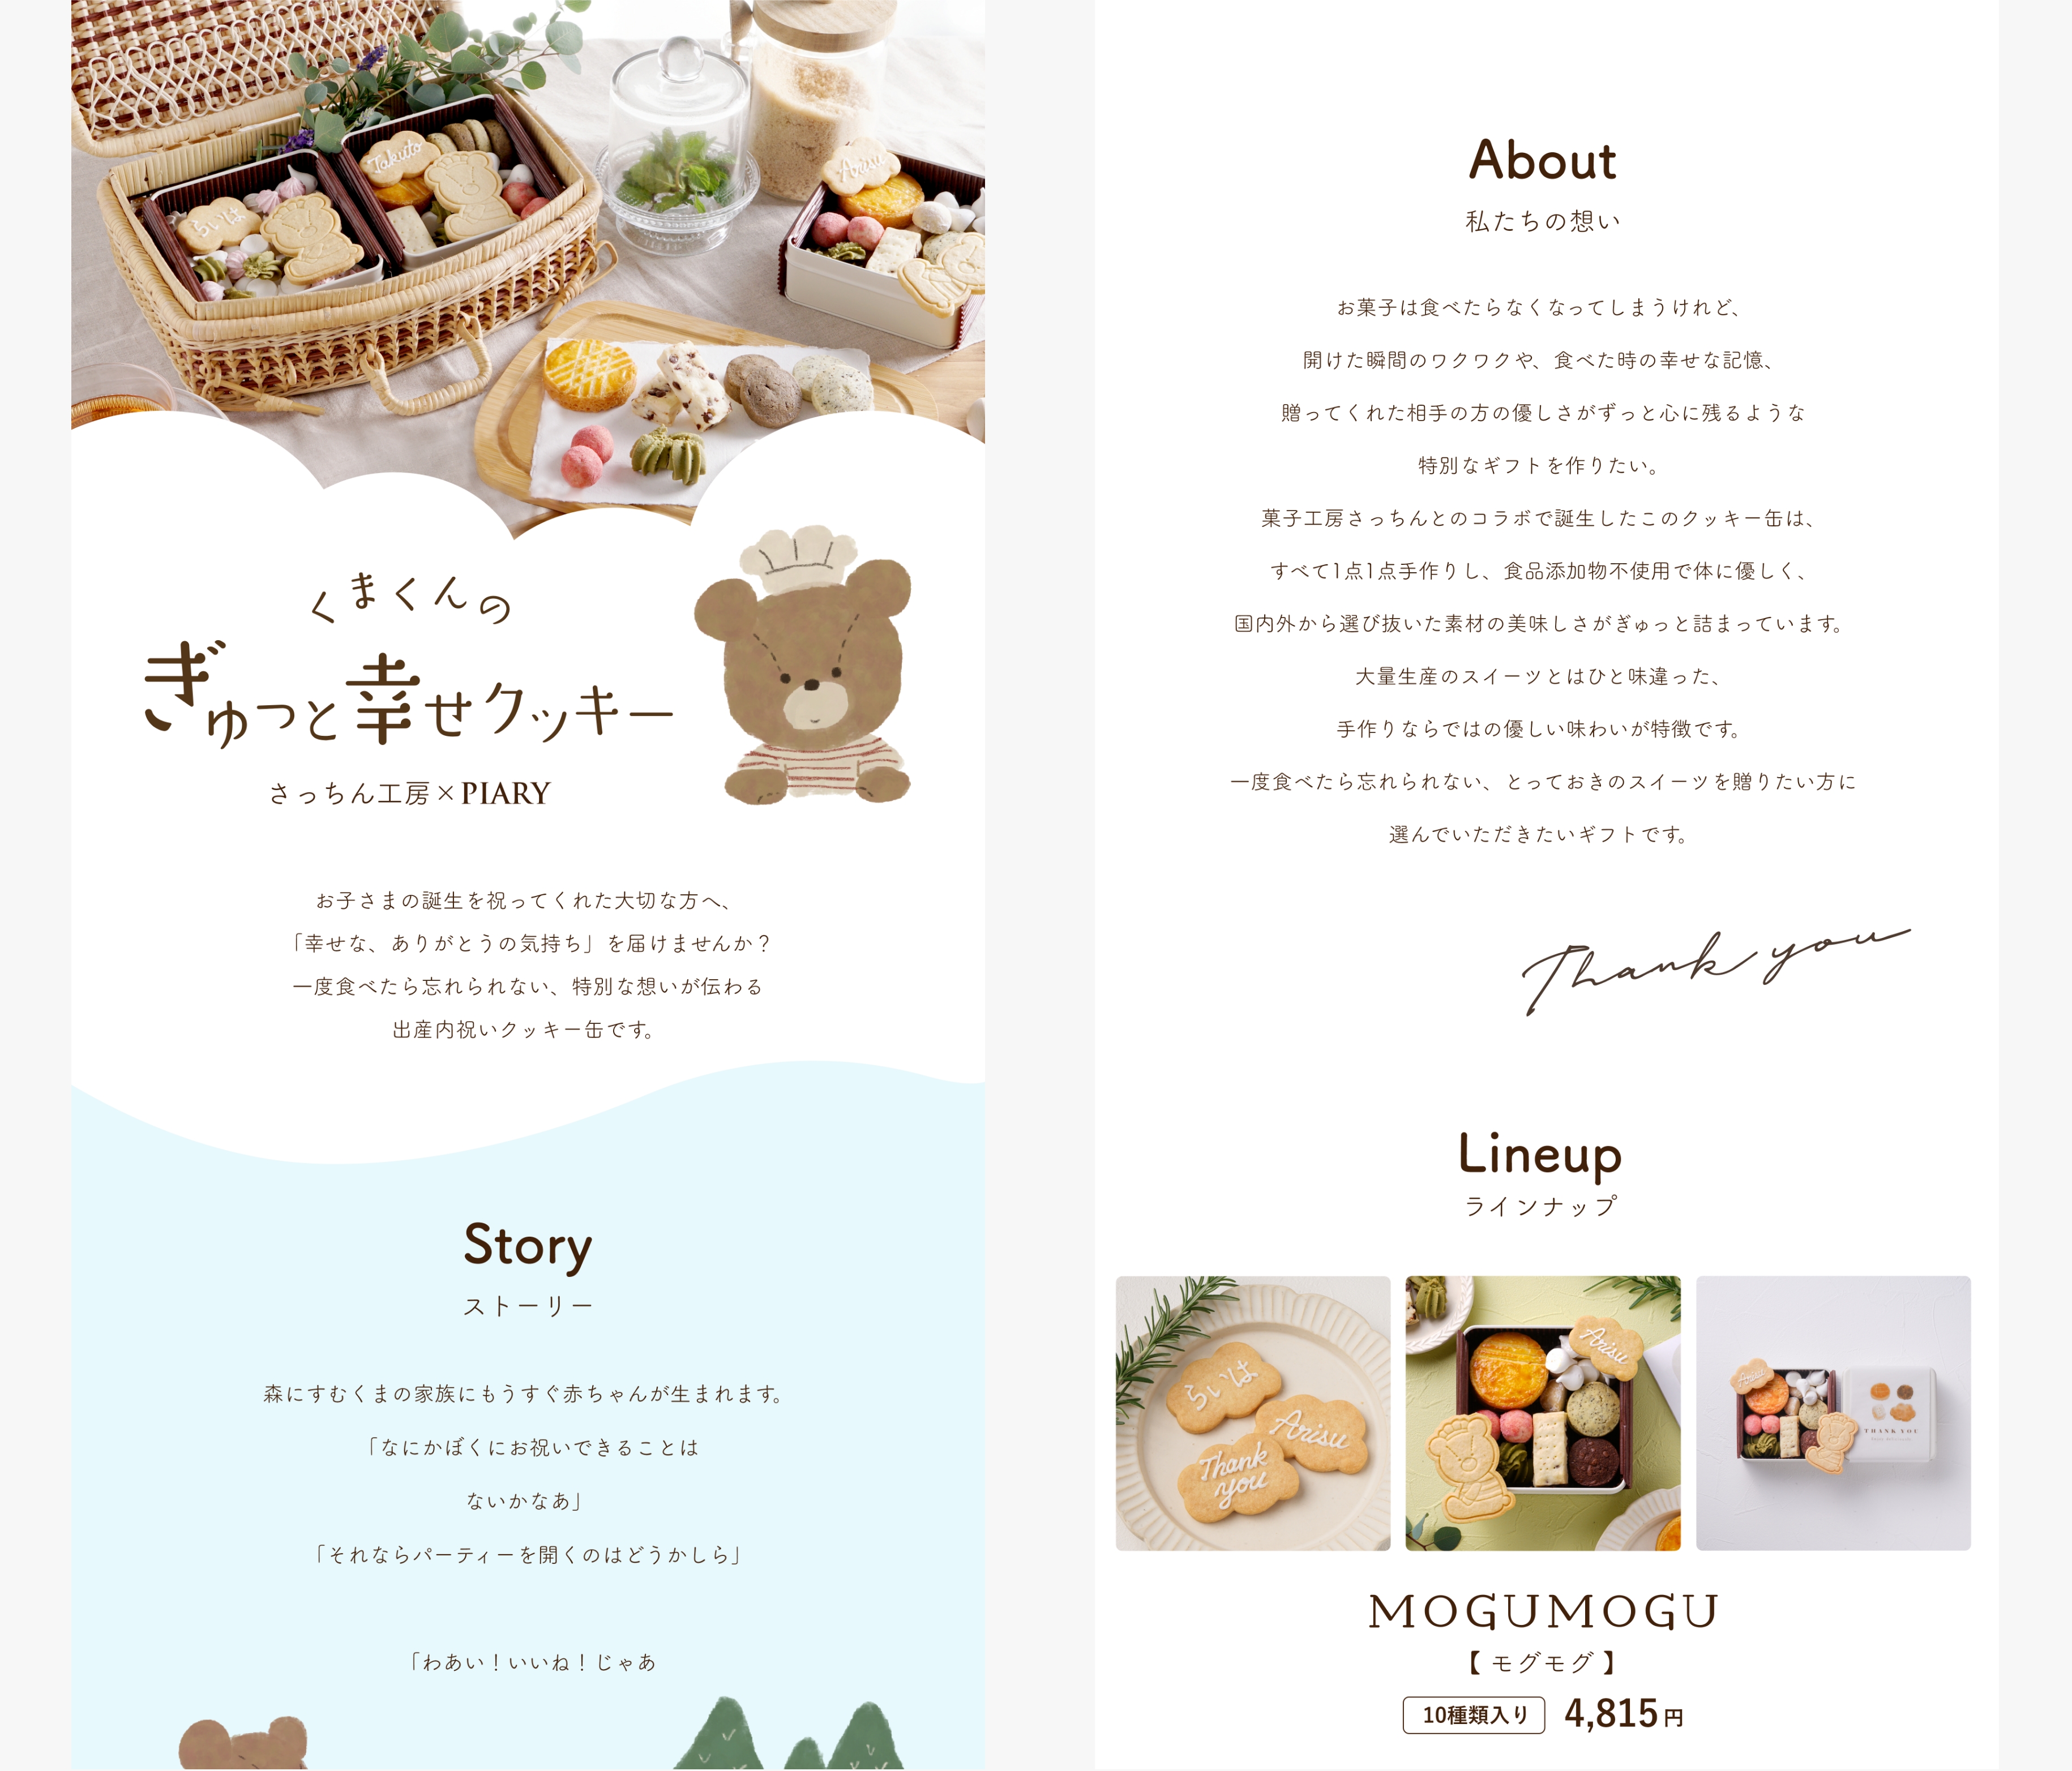 らいは
Takuto
Arisu
くまくんの
ぎゅっと幸せクッキー
さっちん工房×PIARY
お子さまの誕生を祝ってくれた大切な方へ、
「幸せな、ありがとうの気持ち」を届けませんか？
一度食べたら忘れられない、特別な想いが伝わる
出産内祝いクッキー缶です。
Story
ストーリー
森にすむくまの家族にもうすぐ赤ちゃんが生まれます。
「なにかぼくにお祝いできることは
ないかなあ」
「それならパーティーを開くのはどうかしら」
「わあい！いいね！じゃあ
About
私たちの想い
お菓子は食べたらなくなってしまうけれど、
開けた瞬間のワクワクや、食べた時の幸せな記憶、
贈ってくれた相手の方の優しさがずっと心に残るような
特別なギフトを作りたい。
菓子工房さっちんとのコラボで誕生したこのクッキー缶は、
すべて1点1点手作りし、食品添加物不使用で体に優しく、
国内外から選び抜いた素材の美味しさがぎゅっと詰まっています。
大量生産のスイーツとはひと味違った、
手作りならではの優しい味わいが特徴です。
一度食べたら忘れられない、とっておきのスイーツを贈りたい方に
選んでいただきたいギフトです。
Thank you
Lineup
ラインナップ
らいは
Arisu
Thank
you
Arisu
Arisu
THANK YOU
MOGUMOGU
【モグモグ】
10種類入り 4,815円